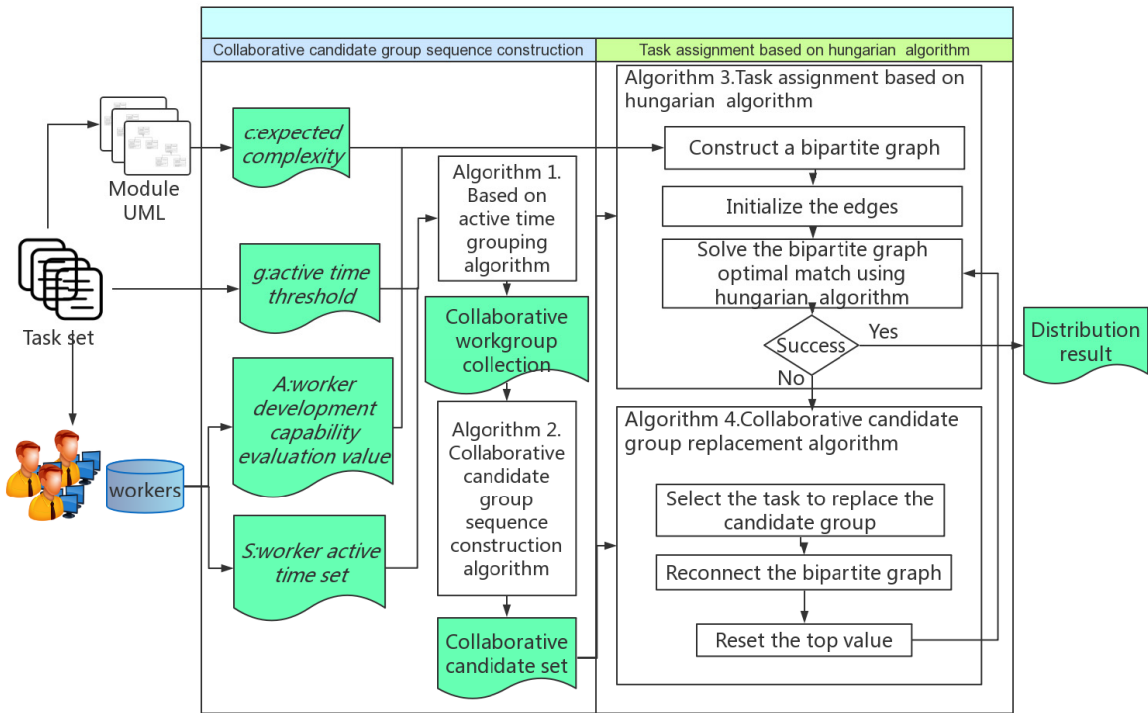 Collaborative candidate group sequence construction
Task assignment based on hungarian algorithm
Module
UML
Task set
workers
c:expected
complexity
g:active time
threshold
A:worker
development
capability
evaluation value
S:worker active
time set
Algorithm 1.
Based on
active time
grouping
algorithm
Collaborative
workgroup
collection
Algorithm 2.
Collaborative
candidate
group
sequence
construction
algorithm
Collaborative
candidate set
Algorithm 3.Task assignment based on
hungarian algorithm
Construct a bipartite graph
Initialize the edges
Solve the bipartite graph
optimal match using
hungarian algorithm
Success
Yes
No
Algorithm 4.Collaborative candidate
group replacement algorithm
Select the task to replace the
candidate group
Reconnect the bipartite graph
Reset the top value
Distribution
result